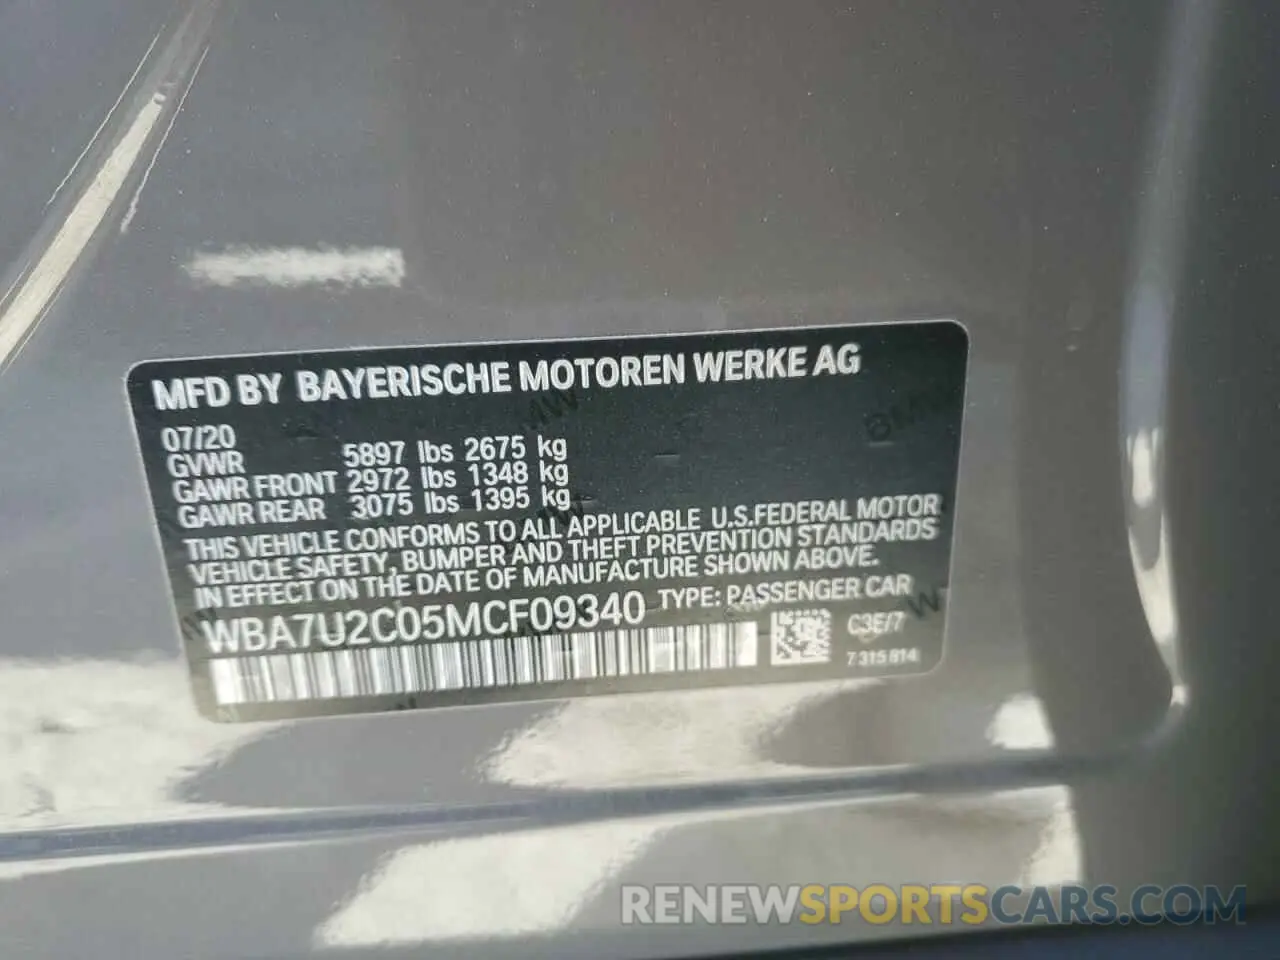 MFD BY BAYERISCHE MOTOREN WERKE AG
07/20
GVWR 5897 lbs 2675 kg
GAWR FRONT 2972 lbs 1348 kg
GAWR REAR 3075 lbs 1395 kg
THIS VEHICLE CONFORMS TO ALL APPLICABLE U.S.FEDERAL MOTOR
VEHICLE SAFETY, BUMPER AND THEFT PREVENTION STANDARDS
IN EFFECT ON THE DATE OF MANUFACTURE SHOWN ABOVE.
WBA7U2C05MCF09340 TYPE: PASSENGER CAR
C3E/7
7 315 814
RENEWSPORTSCARS.COM